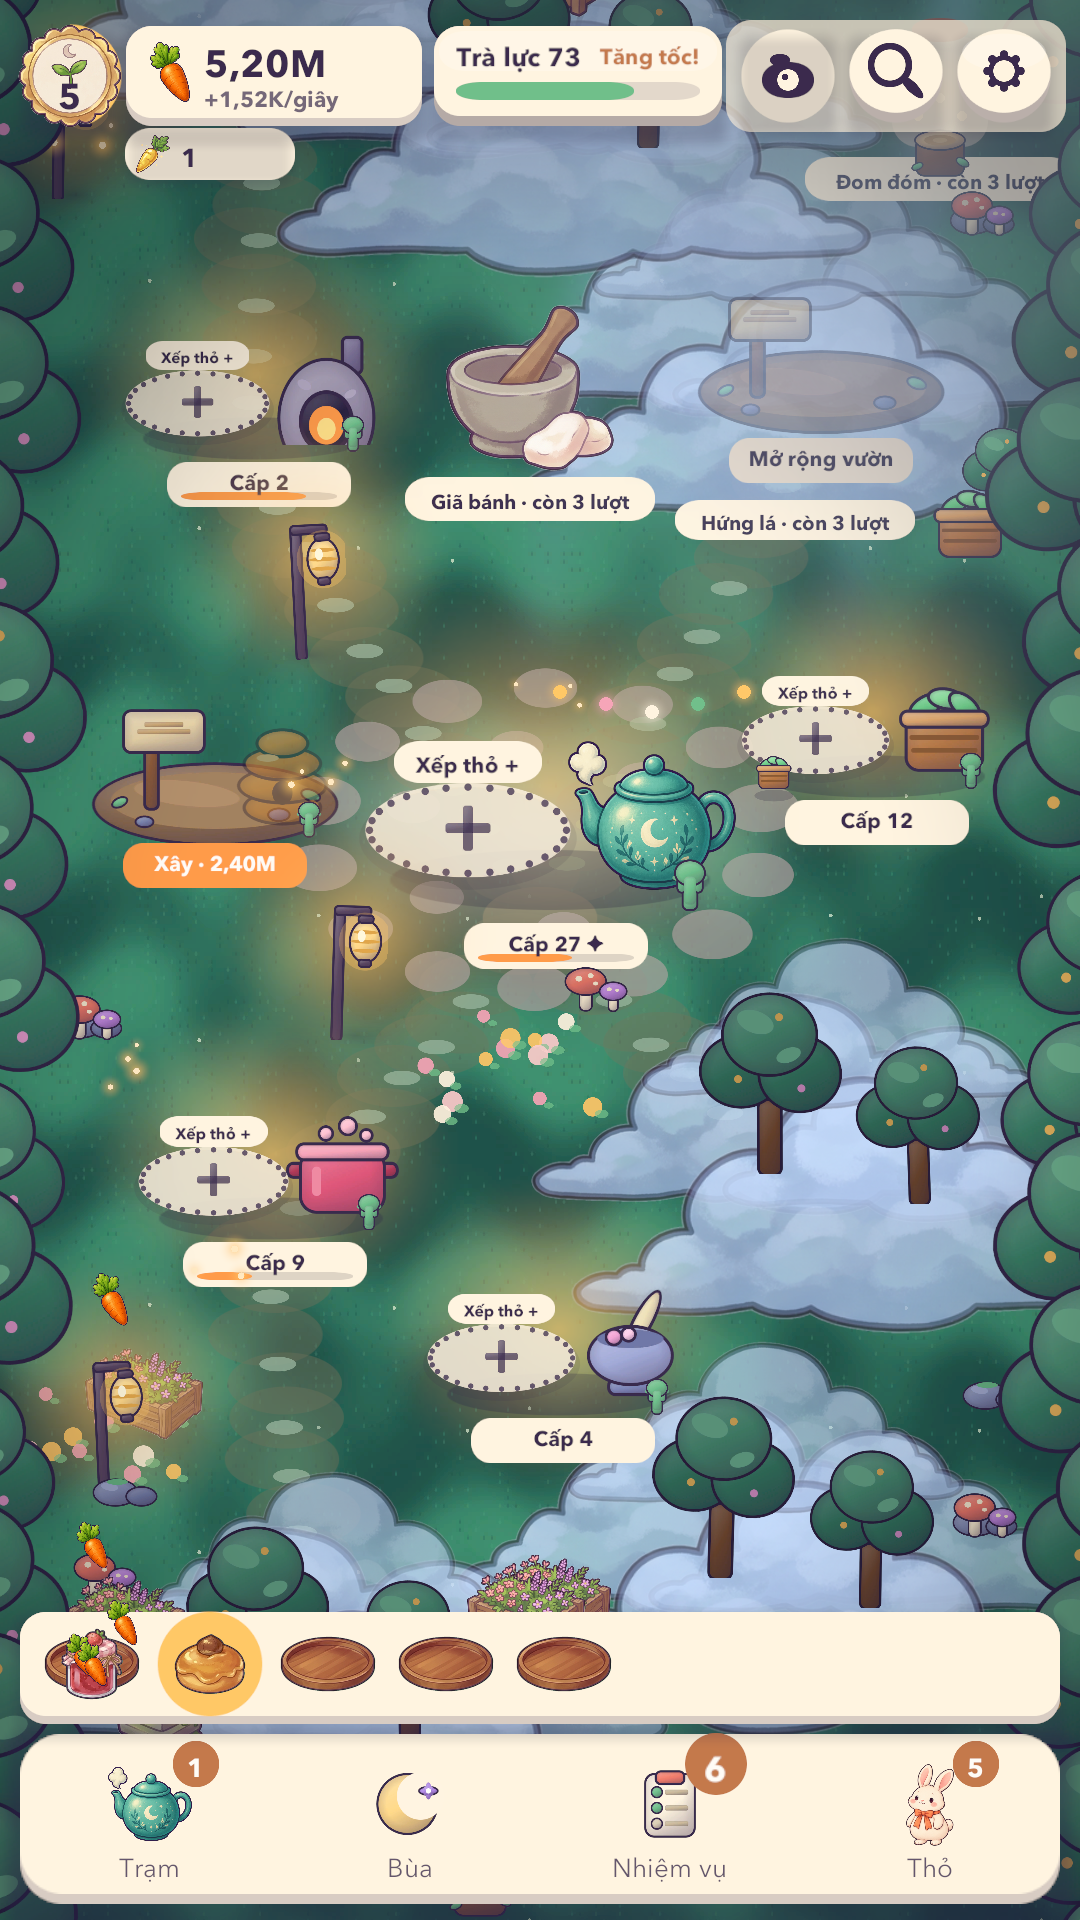 5
5,20M
+1,52K/giây
Trà lực 73 Tăng tốc!
1
Đom đóm · còn 3 lượt
Xếp thỏ +
Cấp 2
Giã bánh · còn 3 lượt
Mở rộng vườn
Hứng lá · còn 3 lượt
Xếp thỏ +
Xếp thỏ +
Cấp 12
Xây · 2,40M
Cấp 27
Xếp thỏ +
Cấp 9
Xếp thỏ +
Cấp 4
1
6
5
Trạm
Bùa
Nhiệm vụ
Thỏ